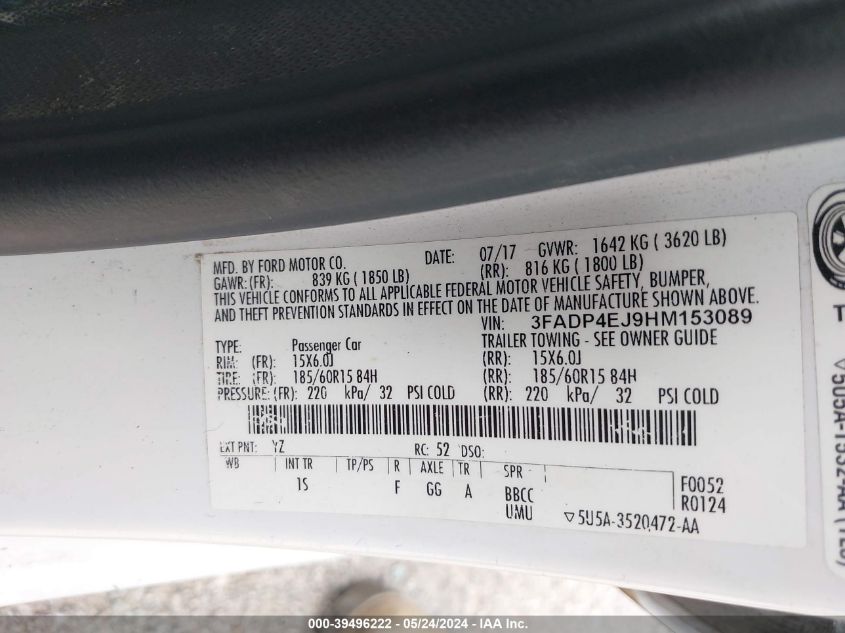 MFD. BY FORD MOTOR CO. DATE: 07/17 GVWR: 1642 KG ( 3620 LB)
GAWR: (FR): 839 KG ( 1850 LB) (RR): 816 KG ( 1800 LB)
THIS VEHICLE CONFORMS TO ALL APPLICABLE FEDERAL MOTOR VEHICLE SAFETY, BUMPER,
AND THEFT PREVENTION STANDARDS IN EFFECT ON THE DATE OF MANUFACTURE SHOWN ABOVE.
VIN: 3FADP4EJ9HM153089
TYPE: Passenger Car TRAILER TOWING - SEE OWNER GUIDE
RIM: (FR): 15X6.0J (RR): 15X6.0J
TIRE: (FR): 185/60R15 84H (RR): 185/60R15 84H
PRESSURE: (FR): 220 kPa/ 32 PSI COLD (RR): 220 kPa/ 32 PSI COLD
EXT PNT: YZ RC: 52 DSO:
WB INT TR TP/PS R AXLE TR SPR F0052
1S F GG A BBCC R0124
UMU ▽5U5A-3520472-AA
000-39496222 - 05/24/2024 - IAA Inc.